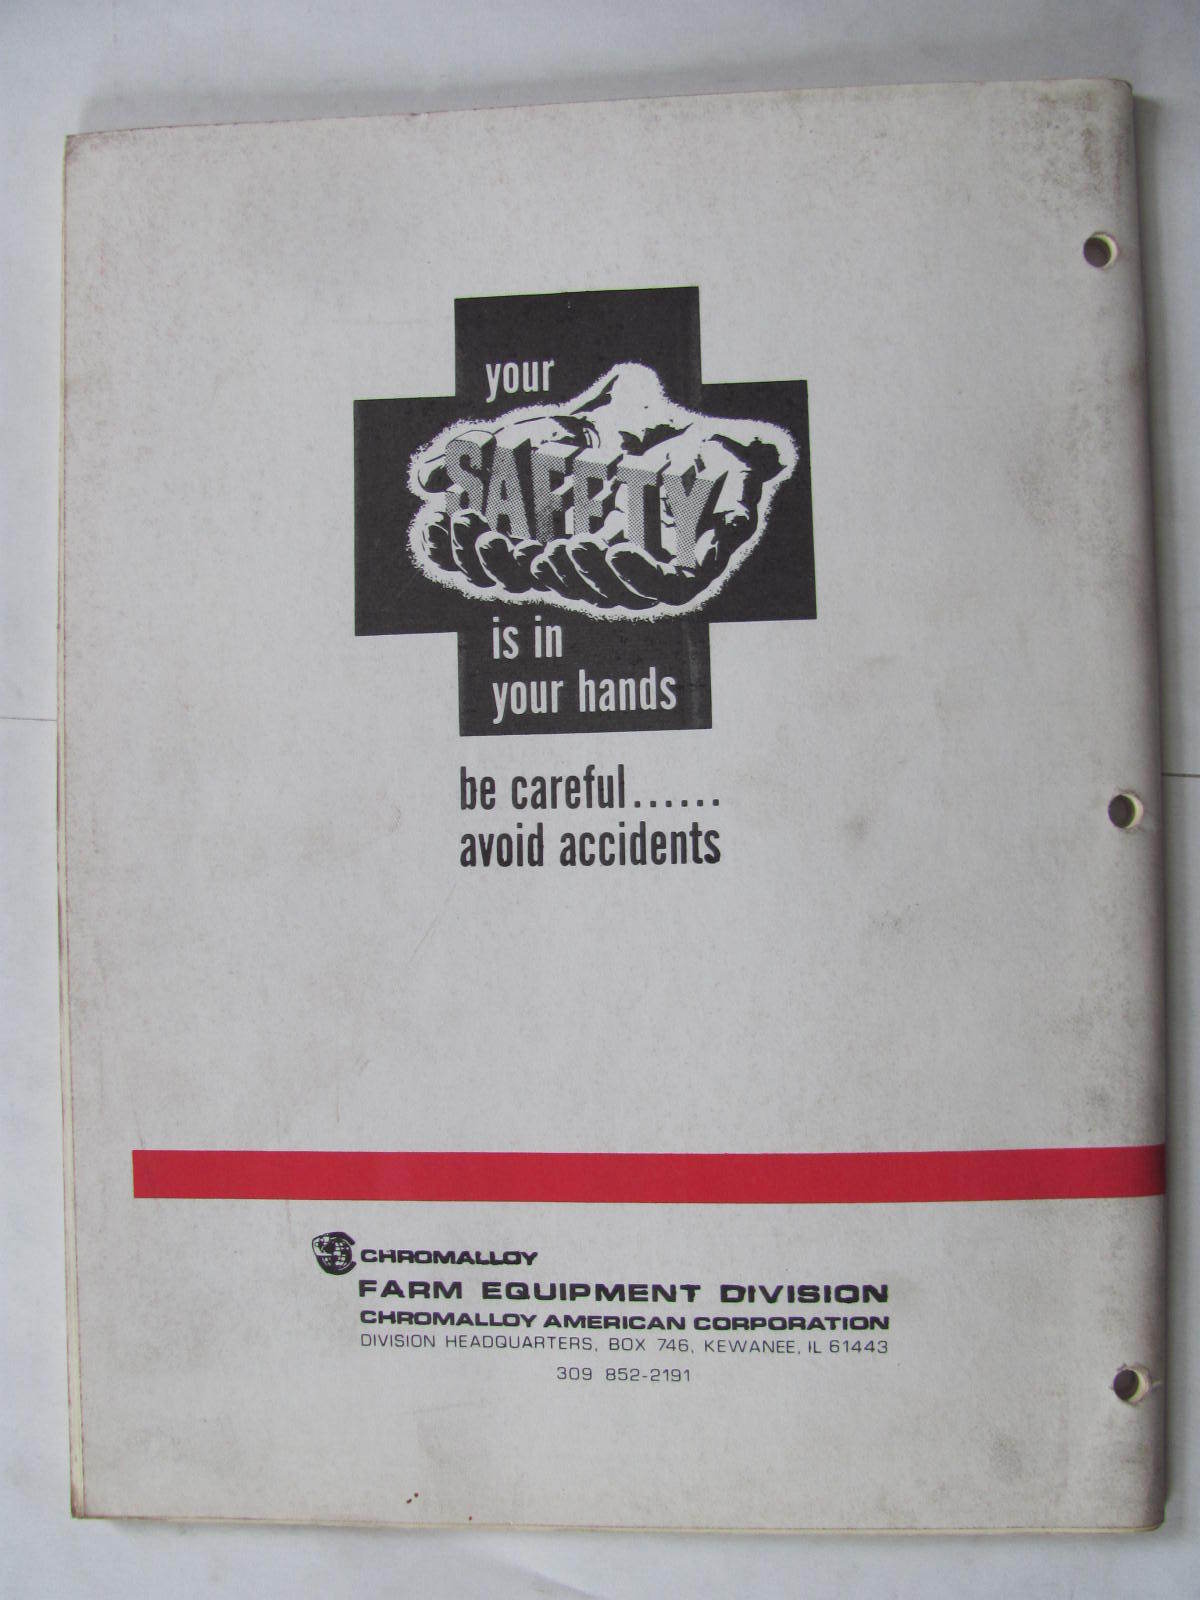 your
SAFETY
is in
your hands
be careful......
avoid accidents
CHROMALLOY
FARM EQUIPMENT DIVISION
CHROMALLOY AMERICAN CORPORATION
DIVISION HEADQUARTERS, BOX 746, KEWANEE, IL 61443
309 852-2191